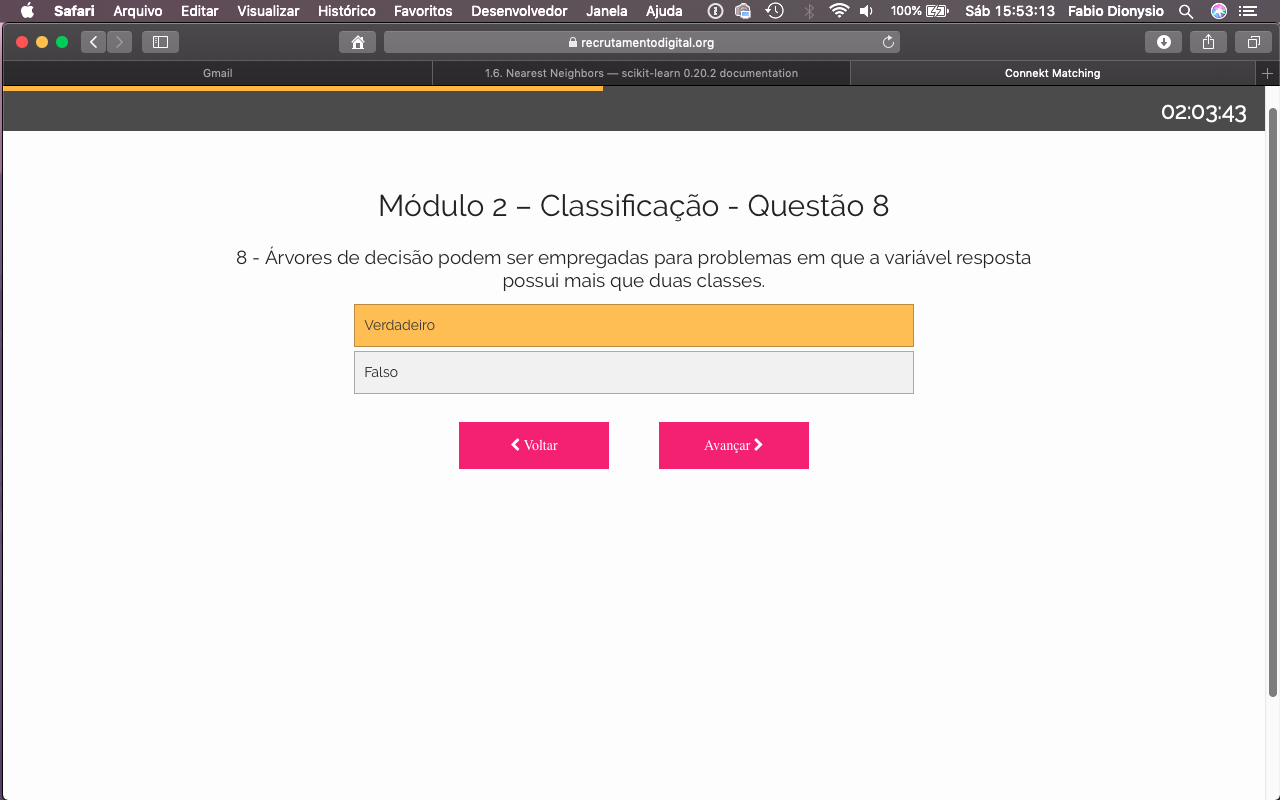 Safari Arquivo Editar Visualizar Histórico Favoritos Desenvolvedor Janela Ajuda 100% Sáb 15:53:13 Fabio Dionysio
recrutamentodigital.org
Gmail 1.6. Nearest Neighbors — scikit-learn 0.20.2 documentation Connekt Matching
02:03:43
Módulo 2 – Classificação - Questão 8
8 - Árvores de decisão podem ser empregadas para problemas em que a variável resposta
possui mais que duas classes.
Verdadeiro
Falso
Voltar Avançar